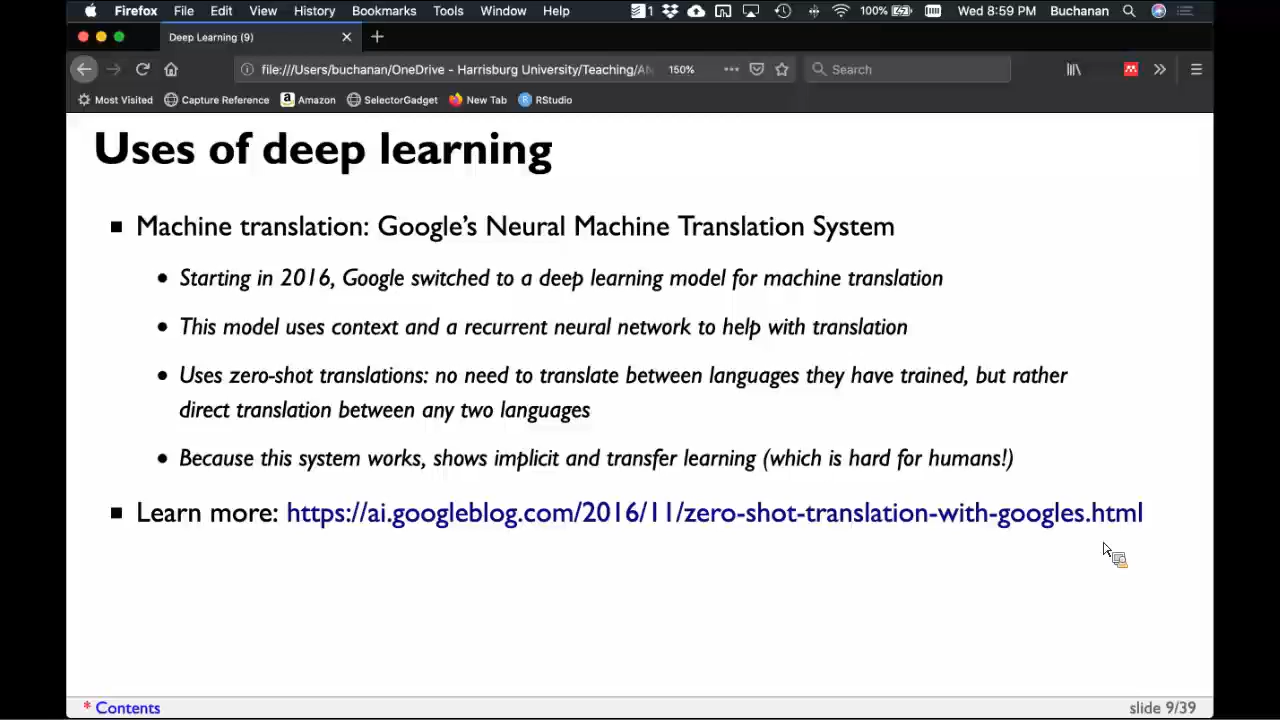 Firefox File Edit View History Bookmarks Tools Window Help 1 100% Wed 8:59 PM Buchanan
Deep Learning (9)
file:///Users/buchanan/OneDrive - Harrisburg University/Teaching/AN 150% Search
Most Visited Capture Reference Amazon SelectorGadget New Tab RStudio
Uses of deep learning
Machine translation: Google's Neural Machine Translation System
Starting in 2016, Google switched to a deep learning model for machine translation
This model uses context and a recurrent neural network to help with translation
Uses zero-shot translations: no need to translate between languages they have trained, but rather
direct translation between any two languages
Because this system works, shows implicit and transfer learning (which is hard for humans!)
Learn more: https://ai.googleblog.com/2016/11/zero-shot-translation-with-googles.html
* Contents slide 9/39